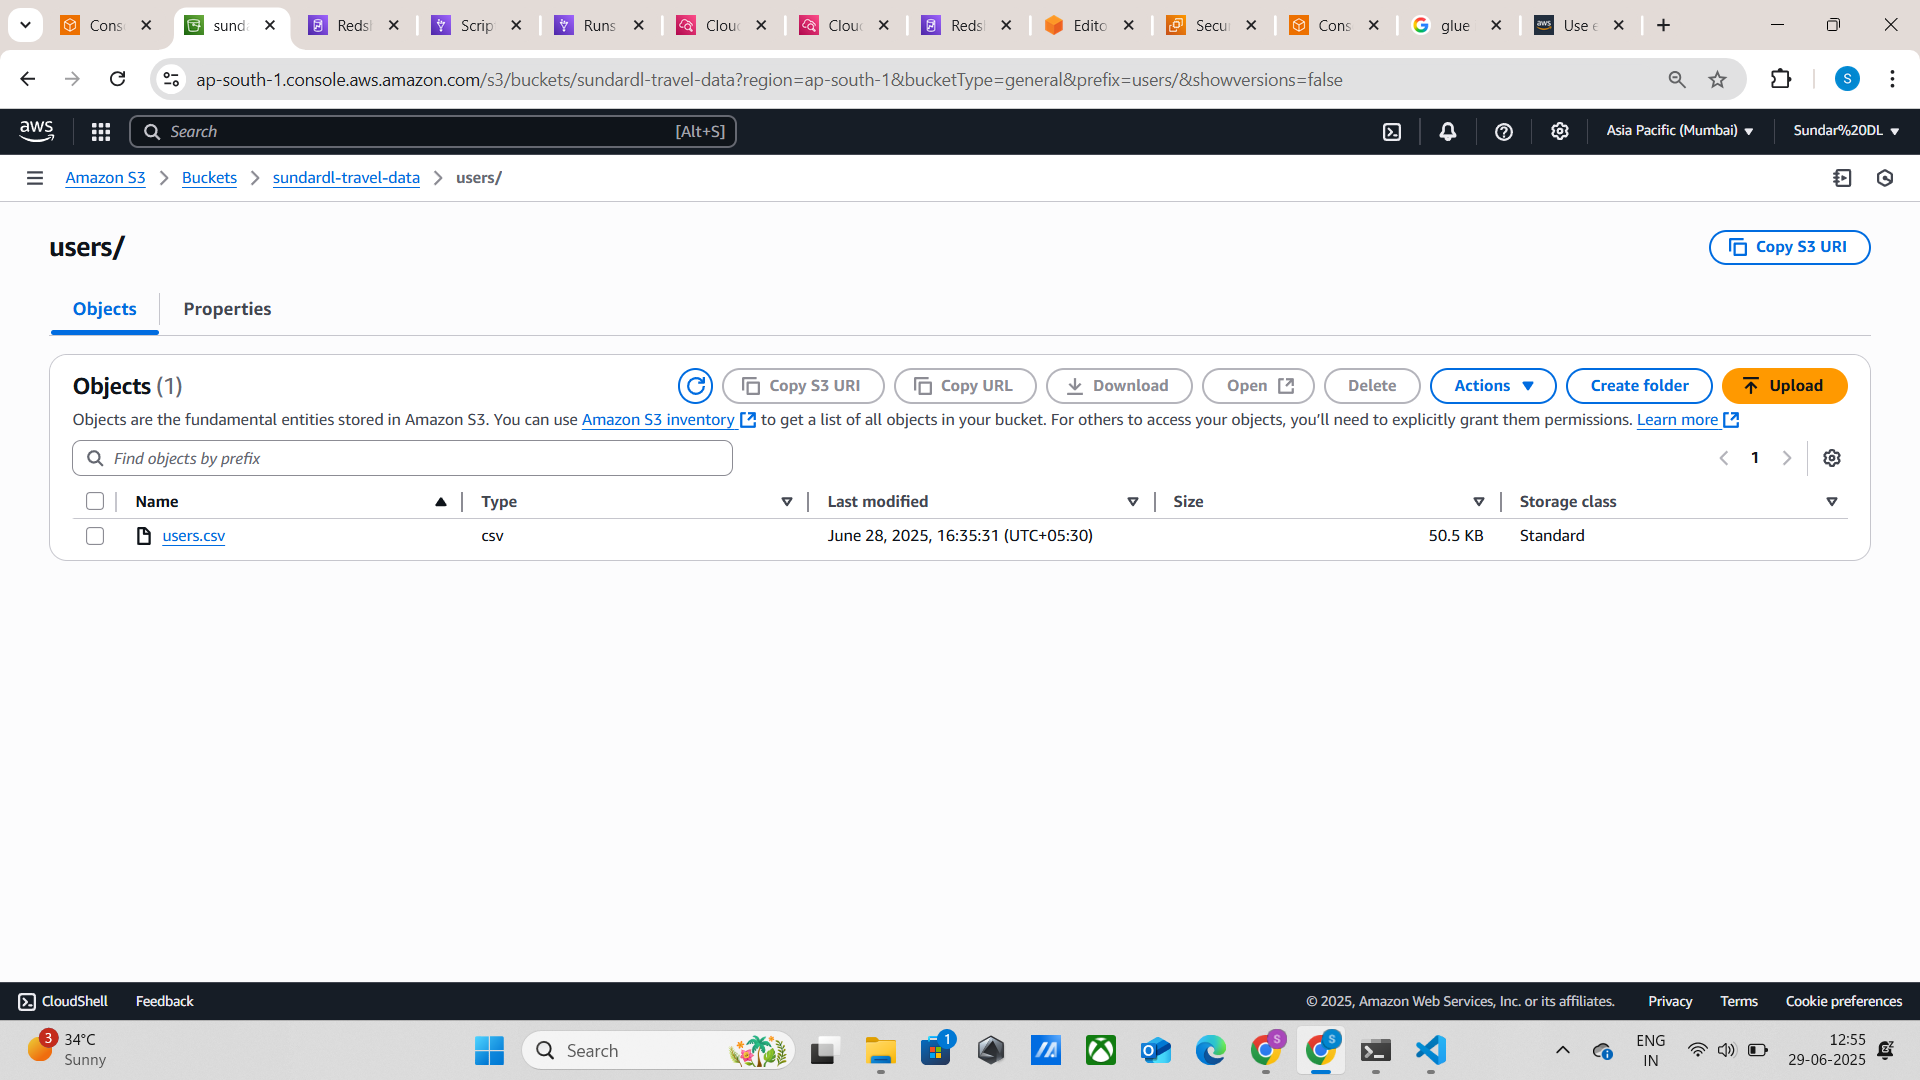 Cons
sunda
Redsh
Scrip
Runs
Clou
Clou
Redsh
Edito
Secur
Cons
glue
aws
Use e
ap-south-1.console.aws.amazon.com/s3/buckets/sundardl-travel-data?region=ap-south-1&bucketType=general&prefix=users/&showversions=false
S
aws
Search
[Alt+S]
Asia Pacific (Mumbai)
Sundar%20DL
Amazon S3
Buckets
sundardl-travel-data
users/
users/
Copy S3 URI
Objects
Properties
Objects (1)
Copy S3 URI
Copy URL
Download
Open
Delete
Actions
Create folder
Upload
Objects are the fundamental entities stored in Amazon S3. You can use Amazon S3 inventory to get a list of all objects in your bucket. For others to access your objects, you’ll need to explicitly grant them permissions. Learn more
Find objects by prefix
1
Name
Type
Last modified
Size
Storage class
users.csv
csv
June 28, 2025, 16:35:31 (UTC+05:30)
50.5 KB
Standard
CloudShell
Feedback
© 2025, Amazon Web Services, Inc. or its affiliates.
Privacy
Terms
Cookie preferences
3
34°C
Sunny
Search
1
S
S
ENG
IN
12:55
29-06-2025